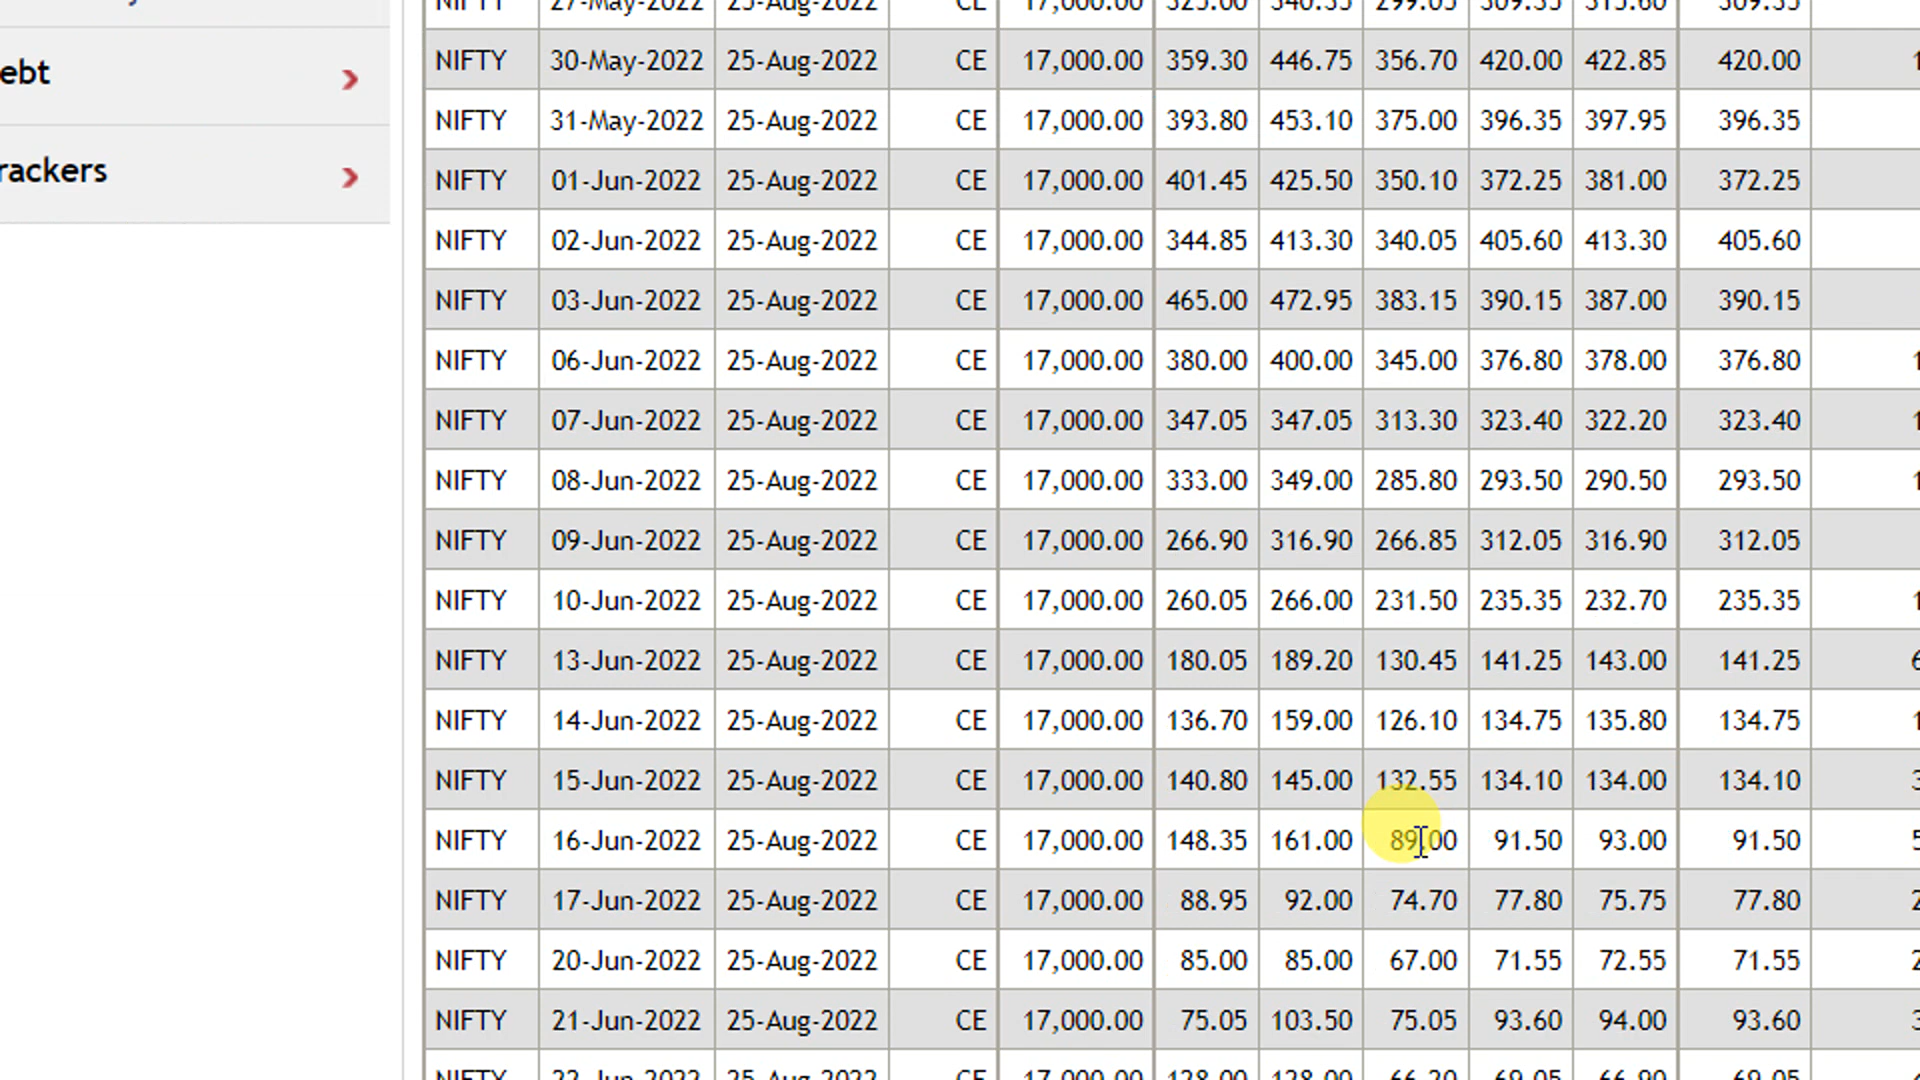 NIFTY 27-May-2022 25-Aug-2022 CE 17,000.00 325.00 340.35 299.05 309.35 315.60 309.35
ebt
NIFTY 30-May-2022 25-Aug-2022 CE 17,000.00 359.30 446.75 356.70 420.00 422.85 420.00 1
NIFTY 31-May-2022 25-Aug-2022 CE 17,000.00 393.80 453.10 375.00 396.35 397.95 396.35
rackers
NIFTY 01-Jun-2022 25-Aug-2022 CE 17,000.00 401.45 425.50 350.10 372.25 381.00 372.25
NIFTY 02-Jun-2022 25-Aug-2022 CE 17,000.00 344.85 413.30 340.05 405.60 413.30 405.60
NIFTY 03-Jun-2022 25-Aug-2022 CE 17,000.00 465.00 472.95 383.15 390.15 387.00 390.15
NIFTY 06-Jun-2022 25-Aug-2022 CE 17,000.00 380.00 400.00 345.00 376.80 378.00 376.80 1
NIFTY 07-Jun-2022 25-Aug-2022 CE 17,000.00 347.05 347.05 313.30 323.40 322.20 323.40 1
NIFTY 08-Jun-2022 25-Aug-2022 CE 17,000.00 333.00 349.00 285.80 293.50 290.50 293.50 1
NIFTY 09-Jun-2022 25-Aug-2022 CE 17,000.00 266.90 316.90 266.85 312.05 316.90 312.05
NIFTY 10-Jun-2022 25-Aug-2022 CE 17,000.00 260.05 266.00 231.50 235.35 232.70 235.35 1
NIFTY 13-Jun-2022 25-Aug-2022 CE 17,000.00 180.05 189.20 130.45 141.25 143.00 141.25 6
NIFTY 14-Jun-2022 25-Aug-2022 CE 17,000.00 136.70 159.00 126.10 134.75 135.80 134.75 1
NIFTY 15-Jun-2022 25-Aug-2022 CE 17,000.00 140.80 145.00 132.55 134.10 134.00 134.10 3
NIFTY 16-Jun-2022 25-Aug-2022 CE 17,000.00 148.35 161.00 89.00 91.50 93.00 91.50 5
NIFTY 17-Jun-2022 25-Aug-2022 CE 17,000.00 88.95 92.00 74.70 77.80 75.75 77.80 2
NIFTY 20-Jun-2022 25-Aug-2022 CE 17,000.00 85.00 85.00 67.00 71.55 72.55 71.55 2
NIFTY 21-Jun-2022 25-Aug-2022 CE 17,000.00 75.05 103.50 75.05 93.60 94.00 93.60 3
NIFTY 22-Jun-2022 25-Aug-2022 CE 17,000.00 128.00 128.00 66.20 69.05 66.90 69.05